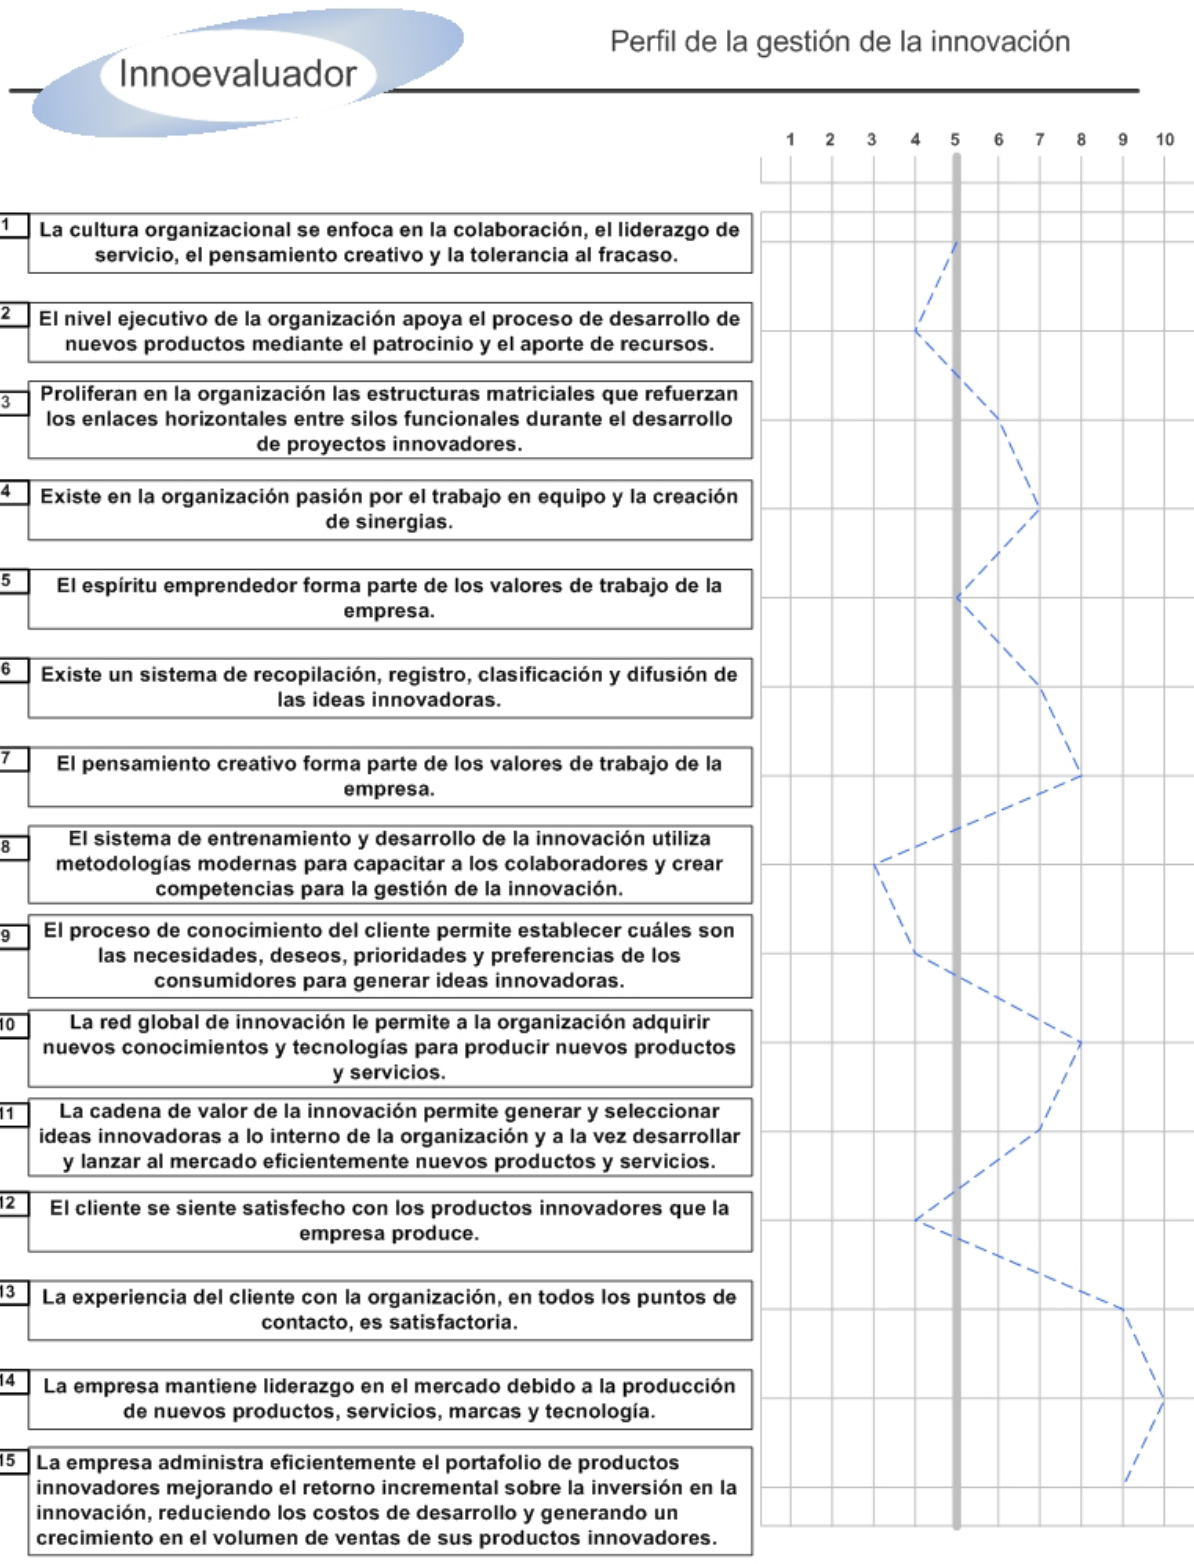 Perfil de la gestión de la innovación
Innoevaluador
1 2 3 4 5 6 7 8 9 10
1
La cultura organizacional se enfoca en la colaboración, el liderazgo de
servicio, el pensamiento creativo y la tolerancia al fracaso.
2
El nivel ejecutivo de la organización apoya el proceso de desarrollo de
nuevos productos mediante el patrocinio y el aporte de recursos.
3
Proliferan en la organización las estructuras matriciales que refuerzan
los enlaces horizontales entre silos funcionales durante el desarrollo
de proyectos innovadores.
4
Existe en la organización pasión por el trabajo en equipo y la creación
de sinergias.
5
El espíritu emprendedor forma parte de los valores de trabajo de la
empresa.
6
Existe un sistema de recopilación, registro, clasificación y difusión de
las ideas innovadoras.
7
El pensamiento creativo forma parte de los valores de trabajo de la
empresa.
8
El sistema de entrenamiento y desarrollo de la innovación utiliza
metodologías modernas para capacitar a los colaboradores y crear
competencias para la gestión de la innovación.
9
El proceso de conocimiento del cliente permite establecer cuáles son
las necesidades, deseos, prioridades y preferencias de los
consumidores para generar ideas innovadoras.
10
La red global de innovación le permite a la organización adquirir
nuevos conocimientos y tecnologías para producir nuevos productos
y servicios.
11
La cadena de valor de la innovación permite generar y seleccionar
ideas innovadoras a lo interno de la organización y a la vez desarrollar
y lanzar al mercado eficientemente nuevos productos y servicios.
12
El cliente se siente satisfecho con los productos innovadores que la
empresa produce.
13
La experiencia del cliente con la organización, en todos los puntos de
contacto, es satisfactoria.
14
La empresa mantiene liderazgo en el mercado debido a la producción
de nuevos productos, servicios, marcas y tecnología.
15
La empresa administra eficientemente el portafolio de productos
innovadores mejorando el retorno incremental sobre la inversión en la
innovación, reduciendo los costos de desarrollo y generando un
crecimiento en el volumen de ventas de sus productos innovadores.